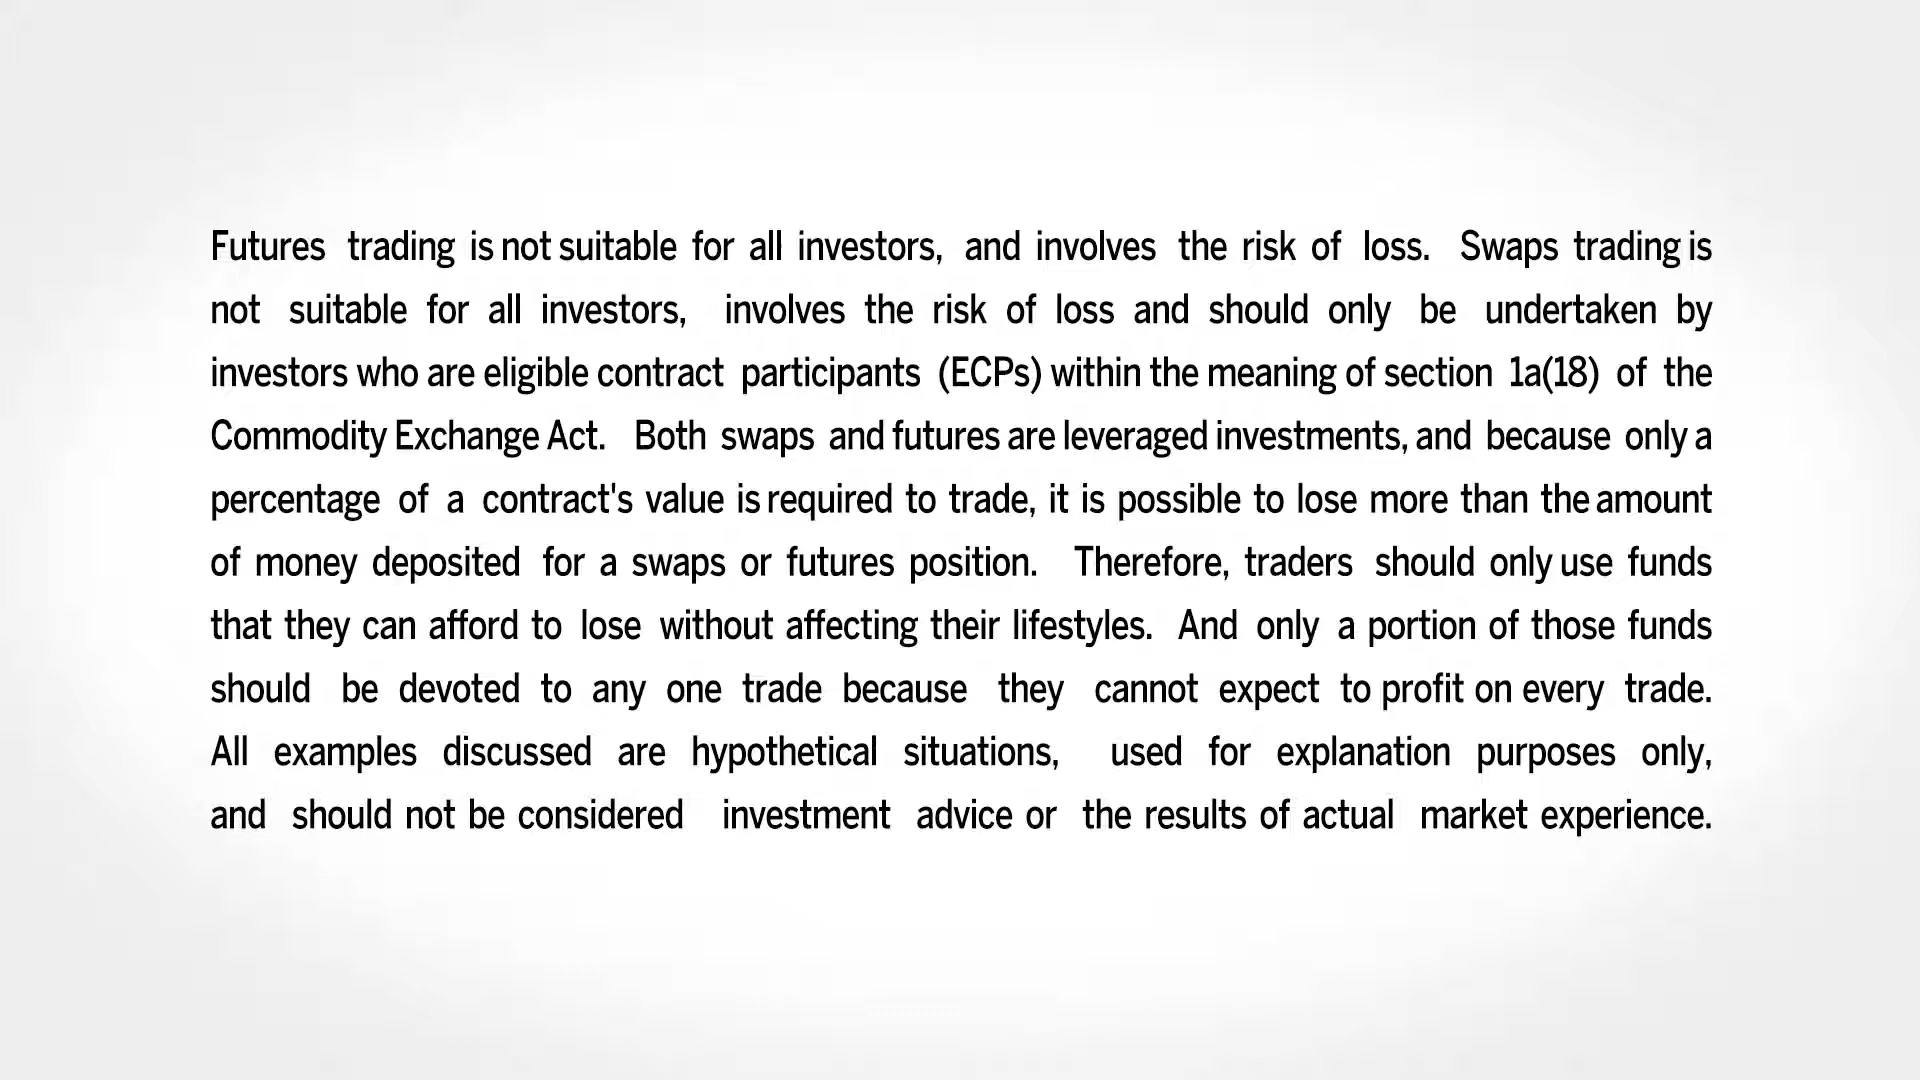 Futures trading is not suitable for all investors, and involves the risk of loss. Swaps trading is
not suitable for all investors, involves the risk of loss and should only be undertaken by
investors who are eligible contract participants (ECPs) within the meaning of section 1a(18) of the
Commodity Exchange Act. Both swaps and futures are leveraged investments, and because only a
percentage of a contract's value is required to trade, it is possible to lose more than the amount
of money deposited for a swaps or futures position. Therefore, traders should only use funds
that they can afford to lose without affecting their lifestyles. And only a portion of those funds
should be devoted to any one trade because they cannot expect to profit on every trade.
All examples discussed are hypothetical situations, used for explanation purposes only,
and should not be considered investment advice or the results of actual market experience.